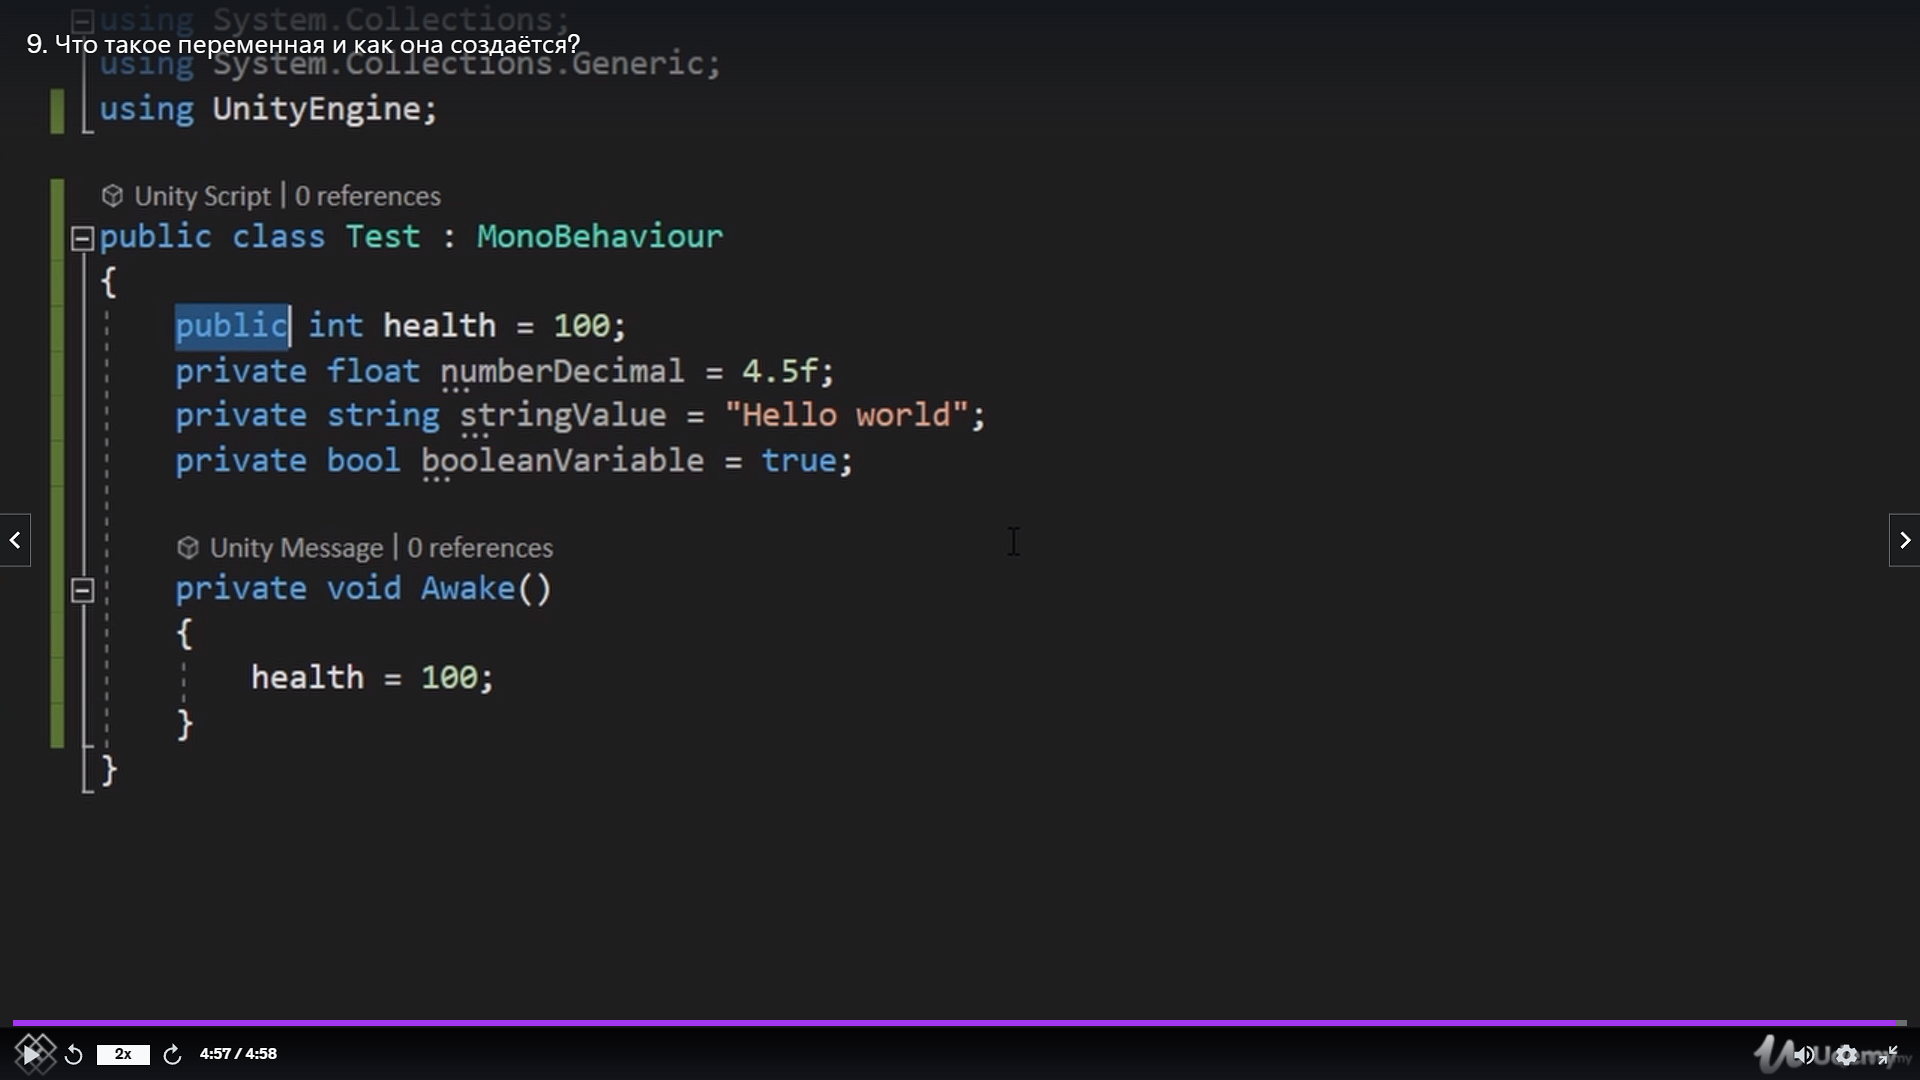 using System.Collections;
9. Что такое переменная и как она создаётся?
using System.Collections.Generic;
using UnityEngine;
Unity Script | 0 references
public class Test : MonoBehaviour
{
public int health = 100;
private float numberDecimal = 4.5f;
private string stringValue = "Hello world";
private bool booleanVariable = true;
Unity Message | 0 references
private void Awake()
{
health = 100;
}
}
2x
4:57 / 4:58
Udemy